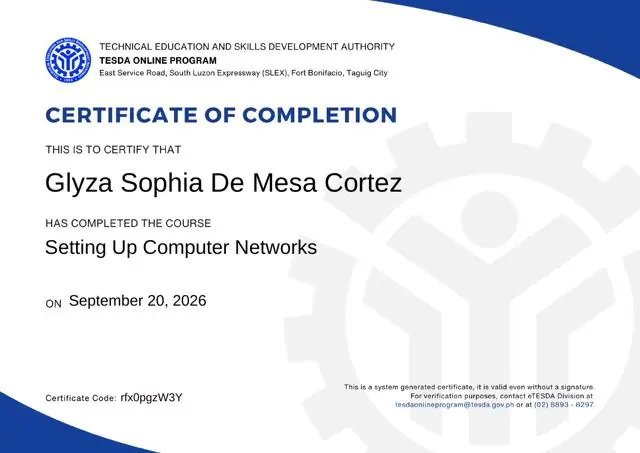 TECHNICAL EDUCATION AND SKILLS DEVELOPMENT AUTHORITY
TESDA ONLINE PROGRAM
East Service Road, South Luzon Expressway (SLEX), Fort Bonifacio, Taguig City
CERTIFICATE OF COMPLETION
THIS IS TO CERTIFY THAT
Glyza Sophia De Mesa Cortez
HAS COMPLETED THE COURSE
Setting Up Computer Networks
ON September 20, 2026
Certificate Code: rfx0pgzW3Y
This is a system generated certificate, it is valid even without a signature.
For verification purposes, contact eTESDA Division at
tesdaonlineprogram@tesda.gov.ph or at (02) 8893 - 8297.